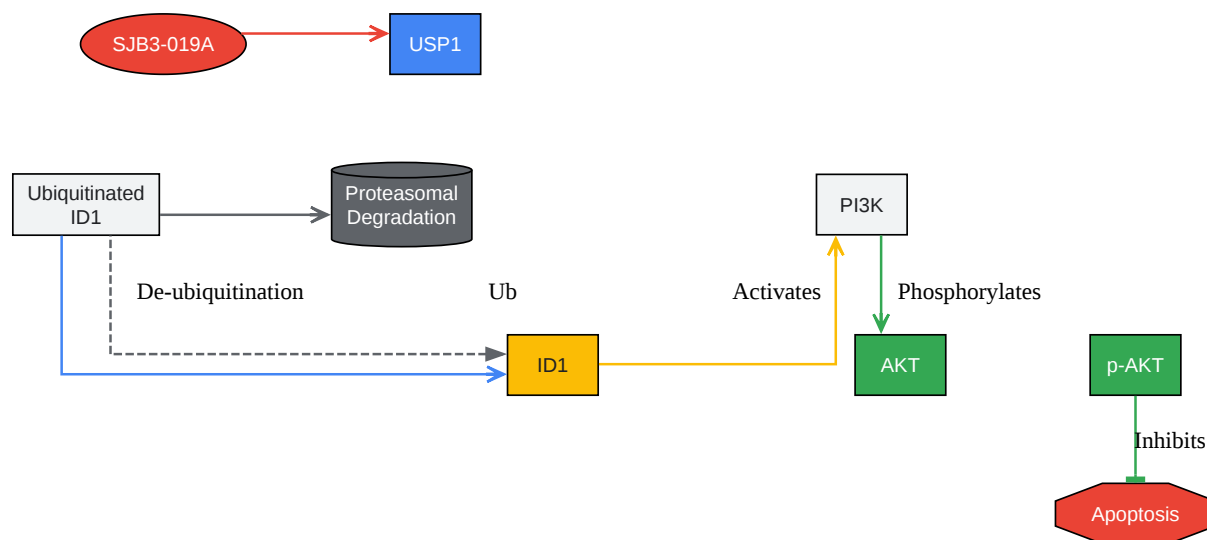 SJB3-019A
USP1
Ubiquitinated
ID1
Proteasomal
Degradation
PI3K
De-ubiquitination
Ub
Activates
Phosphorylates
ID1
AKT
p-AKT
Inhibits
Apoptosis